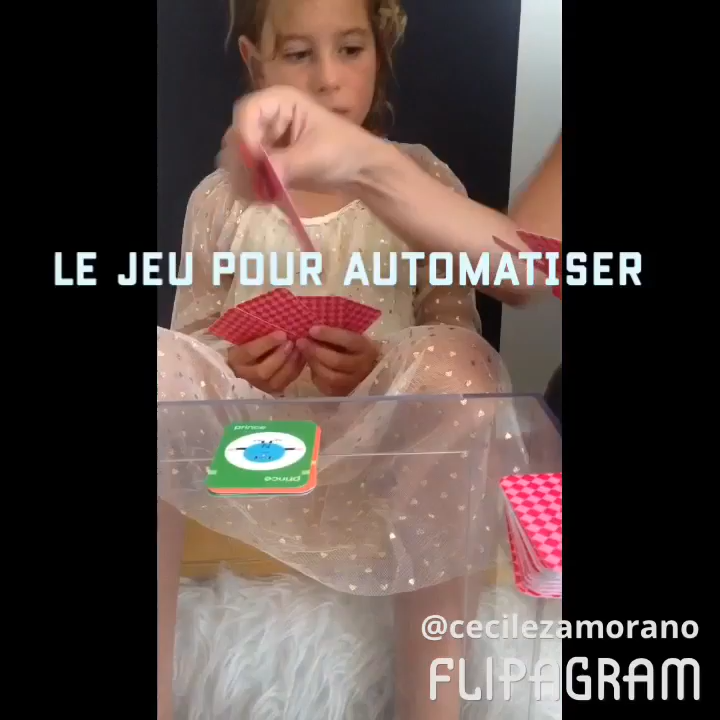 LE JEU POUR AUTOMATISER
prince
prince
@cecilezamorano
FLIPAGRAM